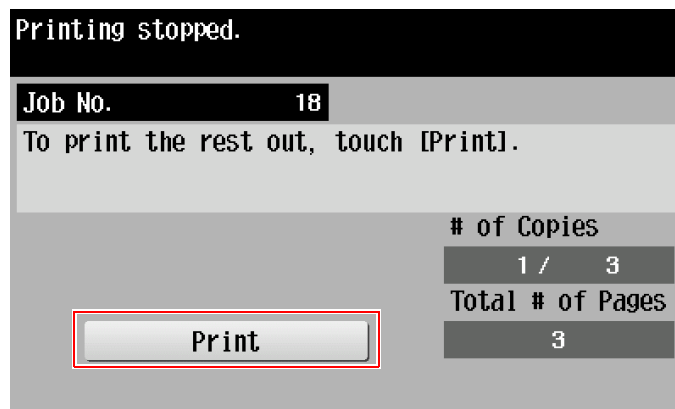 Printing stopped.
Job No. 18
To print the rest out, touch [Print].
# of Copies
1 / 3
Total # of Pages
Print
3